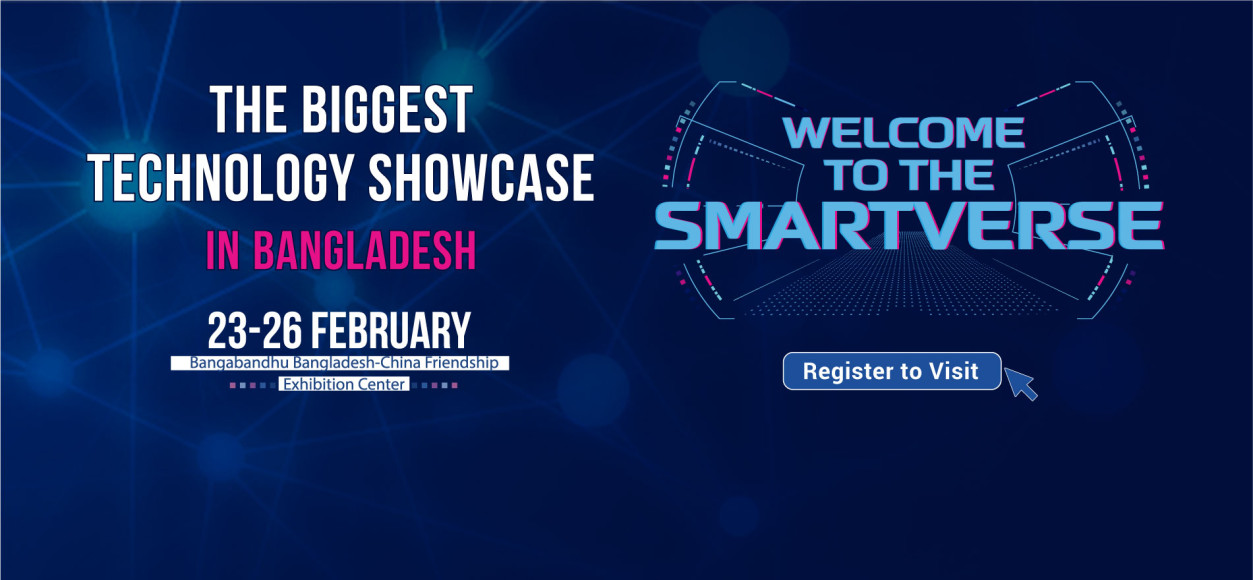 THE BIGGEST
TECHNOLOGY SHOWCASE
IN BANGLADESH
23-26 FEBRUARY
Bangabandhu Bangladesh-China Friendship
Exhibition Center
WELCOME
TO THE
SMARTVERSE
Register to Visit